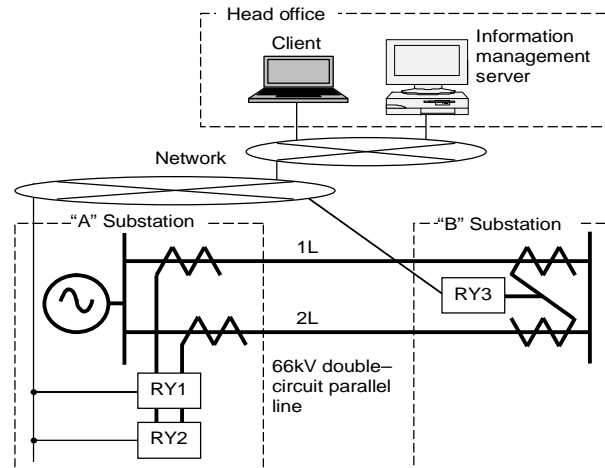 Head office
Client
Information
management
server
Network
“A” Substation
“B” Substation
1L
RY3
2L
RY1
66kV double–
circuit parallel
line
RY2